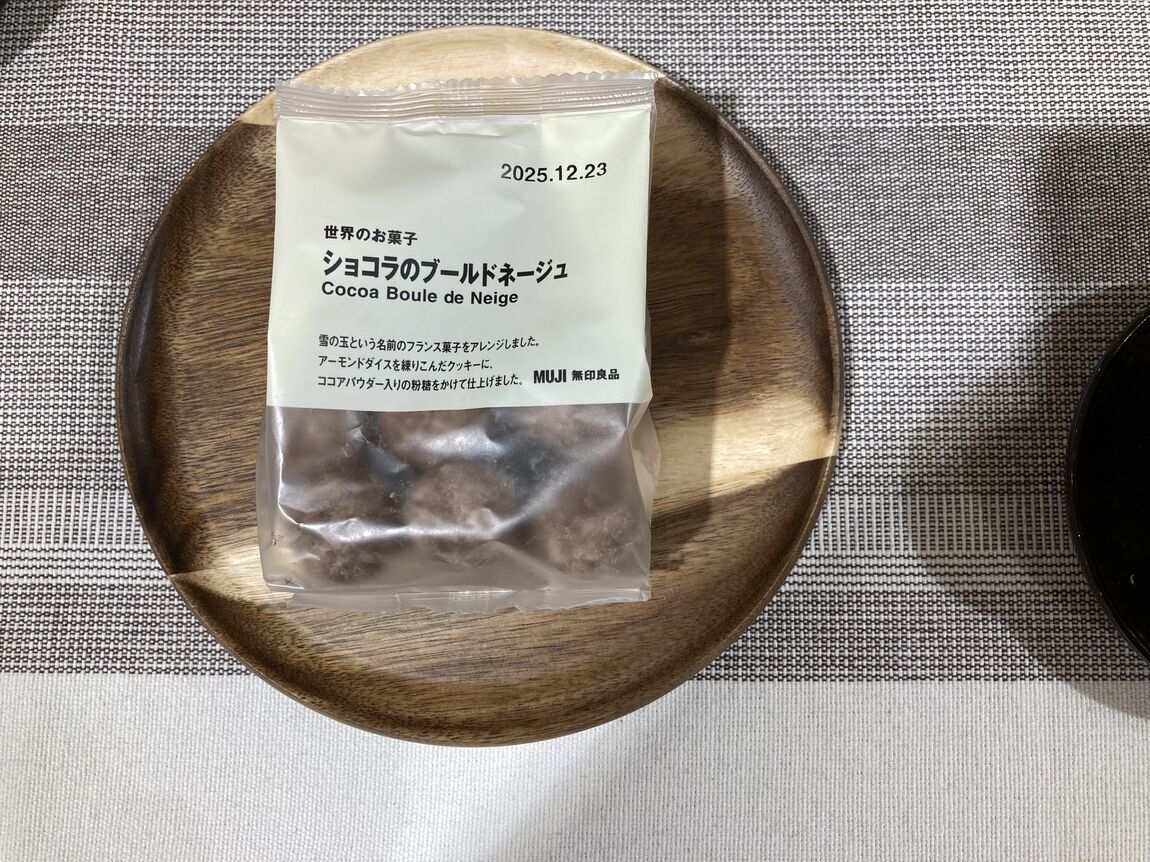 2025.12.23
世界のお菓子
ショコラのブールドネージュ
Cocoa Boule de Neige
雪の玉という名前のフランス菓子をアレンジしました。
アーモンドダイスを練りこんだクッキーに、
ココアパウダー入りの粉糖をかけて仕上げました。 MUJI 無印良品